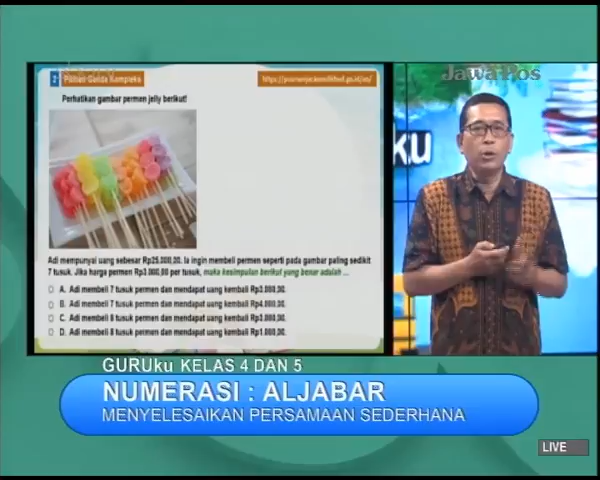 JawaPos
2 Pilihan Ganda Kompleks
https://pusmenjar.kemdikbud.go.id/an/
Perhatikan gambar permen jelly berikut!
ku
Adi mempunyai uang sebesar Rp25.000,00. Ia ingin membeli permen seperti pada gambar paling sedikit
7 tusuk. Jika harga permen Rp3.000,00 per tusuk, maka kesimpulan berikut yang benar adalah ...
A. Adi membeli 7 tusuk permen dan mendapat uang kembali Rp3.000,00.
B. Adi membeli 7 tusuk permen dan mendapat uang kembali Rp4.000,00.
C. Adi membeli 8 tusuk permen dan mendapat uang kembali Rp2.000,00.
D. Adi membeli 8 tusuk permen dan mendapat uang kembali Rp1.000,00.
GURUku KELAS 4 DAN 5
NUMERASI : ALJABAR
MENYELESAIKAN PERSAMAAN SEDERHANA
LIVE